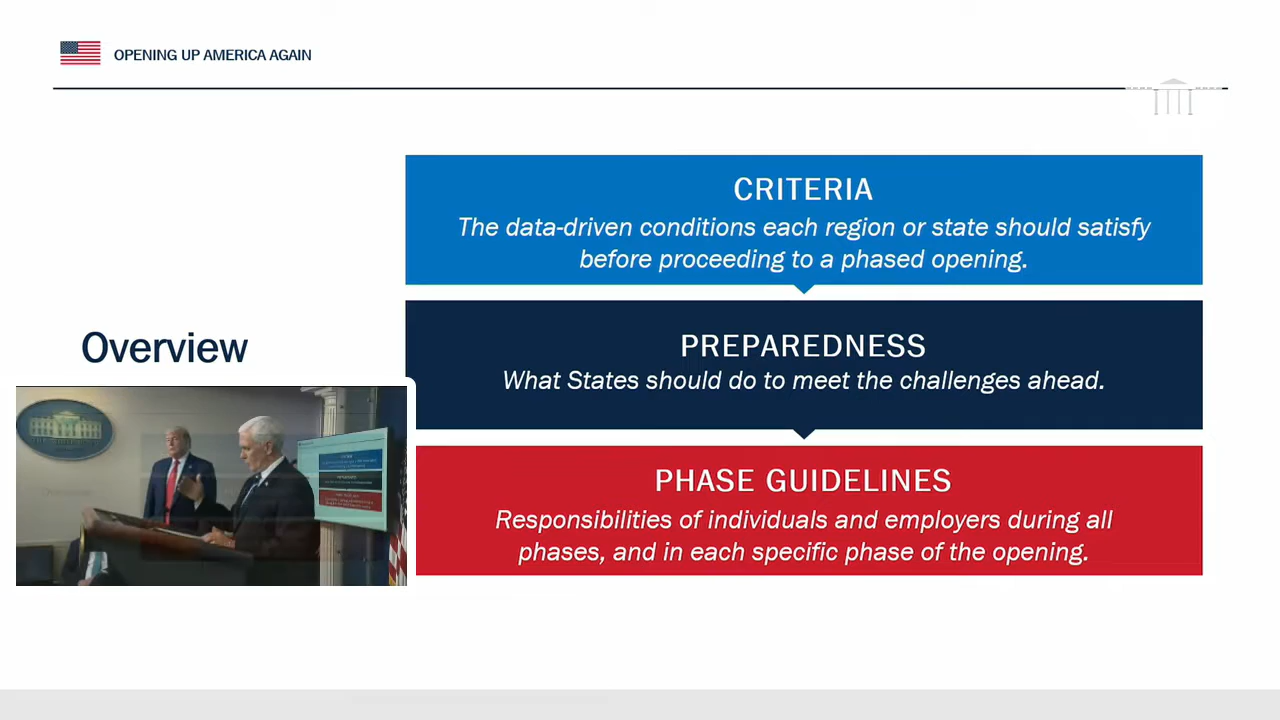 OPENING UP AMERICA AGAIN
CRITERIA
The data-driven conditions each region or state should satisfy
before proceeding to a phased opening.
Overview
PREPAREDNESS
What States should do to meet the challenges ahead.
PHASE GUIDELINES
Responsibilities of individuals and employers during all
phases, and in each specific phase of the opening.